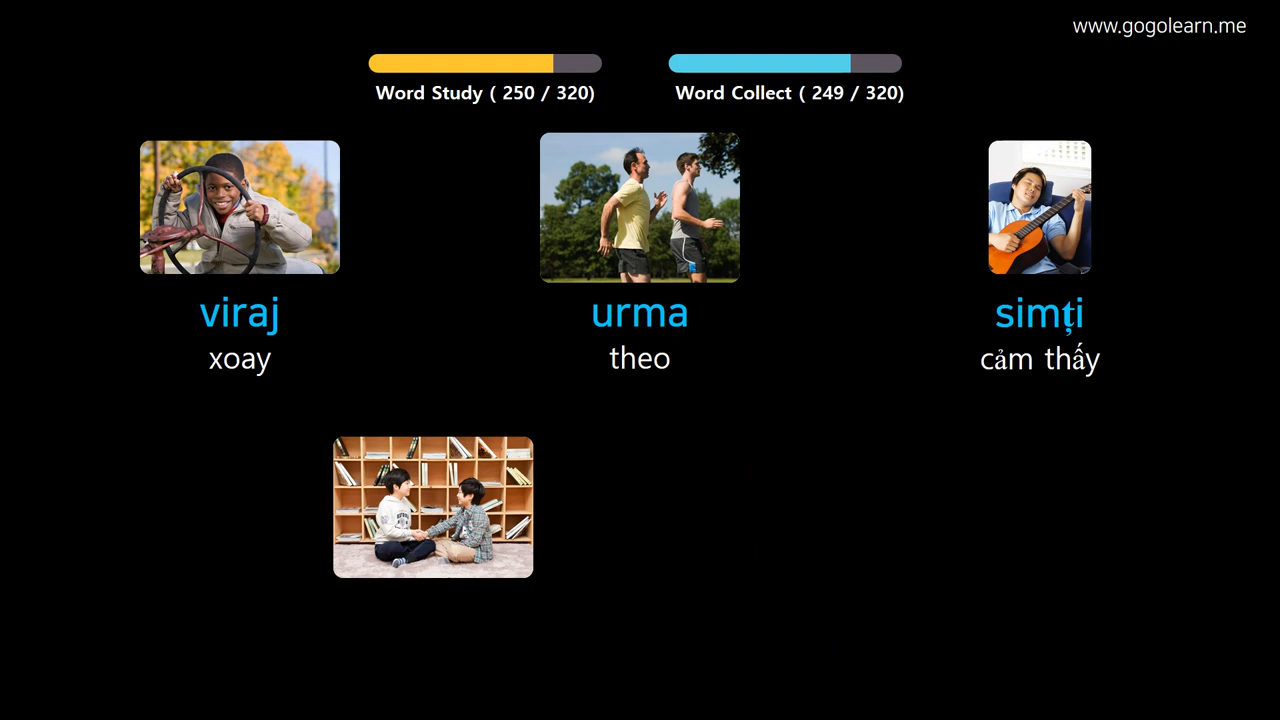 www.gogolearn.me
Word Study ( 250 / 320)
Word Collect ( 249 / 320)
viraj
urma
simți
xoay
theo
cảm thấy